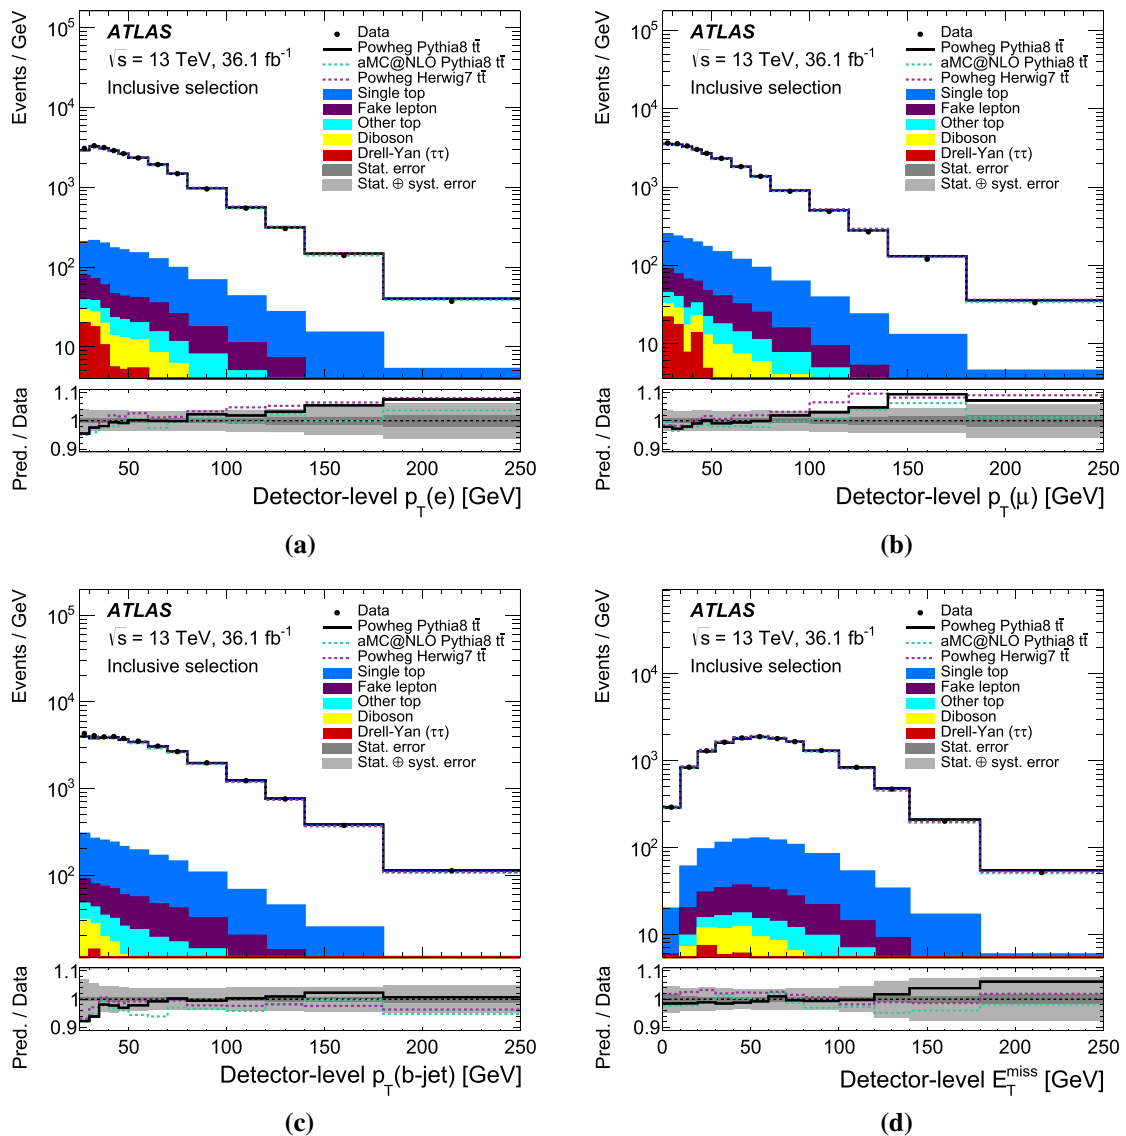 ATLAS
√s = 13 TeV, 36.1 fb⁻¹
Inclusive selection
Data
Powheg Pythia8 tt̄
aMC@NLO Pythia8 tt̄
Powheg Herwig7 tt̄
Single top
Fake lepton
Other top
Diboson
Drell-Yan (ττ)
Stat. error
Stat. ⊕ syst. error
Events / GeV
10⁵
10⁴
10³
10²
10
Pred. / Data
1.1
1
0.9
50 100 150 200 250
Detector-level p_T(e) [GeV]
(a)
ATLAS
√s = 13 TeV, 36.1 fb⁻¹
Inclusive selection
Data
Powheg Pythia8 tt̄
aMC@NLO Pythia8 tt̄
Powheg Herwig7 tt̄
Single top
Fake lepton
Other top
Diboson
Drell-Yan (ττ)
Stat. error
Stat. ⊕ syst. error
Events / GeV
10⁵
10⁴
10³
10²
10
Pred. / Data
1.1
1
0.9
50 100 150 200 250
Detector-level p_T(μ) [GeV]
(b)
ATLAS
√s = 13 TeV, 36.1 fb⁻¹
Inclusive selection
Data
Powheg Pythia8 tt̄
aMC@NLO Pythia8 tt̄
Powheg Herwig7 tt̄
Single top
Fake lepton
Other top
Diboson
Drell-Yan (ττ)
Stat. error
Stat. ⊕ syst. error
Events / GeV
10⁵
10⁴
10³
10²
10
Pred. / Data
1.1
1
0.9
50 100 150 200 250
Detector-level p_T(b-jet) [GeV]
(c)
ATLAS
√s = 13 TeV, 36.1 fb⁻¹
Inclusive selection
Data
Powheg Pythia8 tt̄
aMC@NLO Pythia8 tt̄
Powheg Herwig7 tt̄
Single top
Fake lepton
Other top
Diboson
Drell-Yan (ττ)
Stat. error
Stat. ⊕ syst. error
Events / GeV
10⁴
10³
10²
10
Pred. / Data
1.1
1
0.9
0 50 100 150 200 250
Detector-level E_T^miss [GeV]
(d)